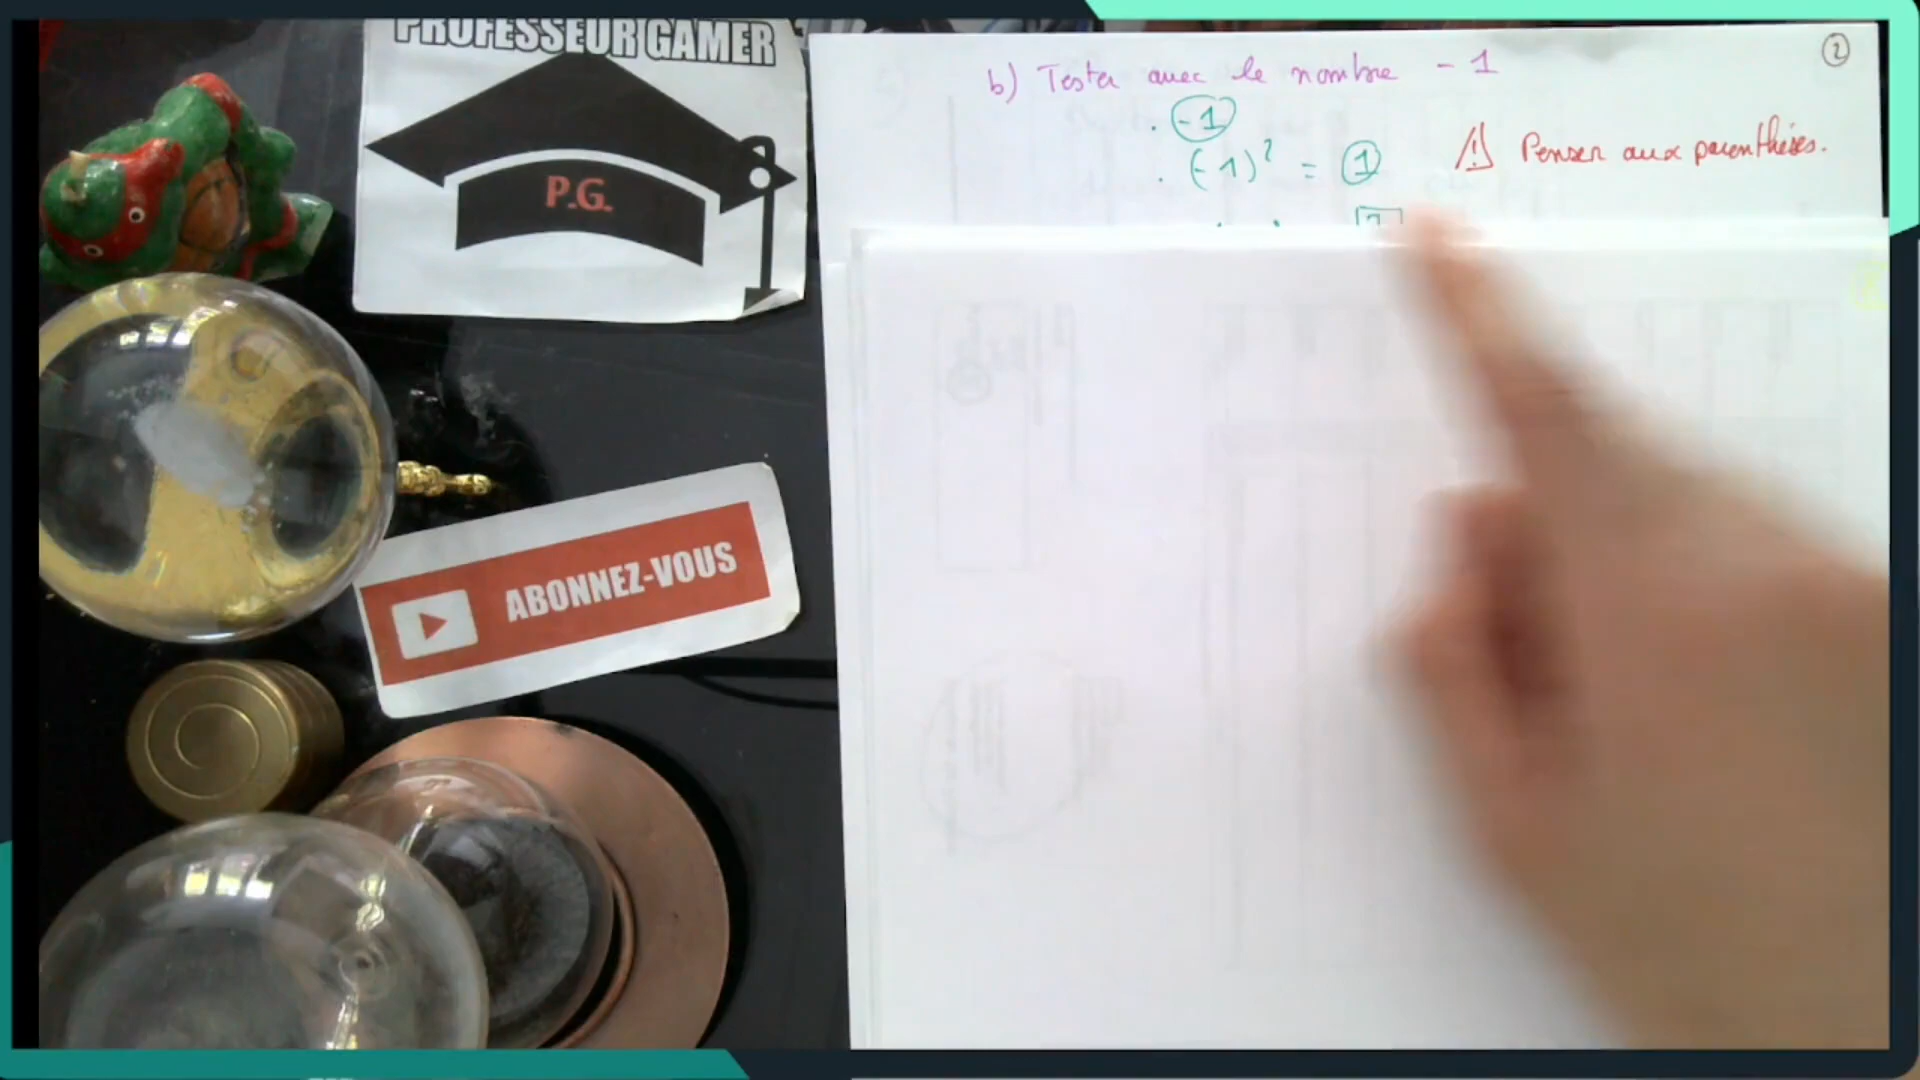 PROFESSEUR GAMER
P.G.
ABONNEZ-VOUS
2
b) Tester avec le nombre - 1
. -1
. (-1)² = 1
⚠ Penser aux parenthèses.